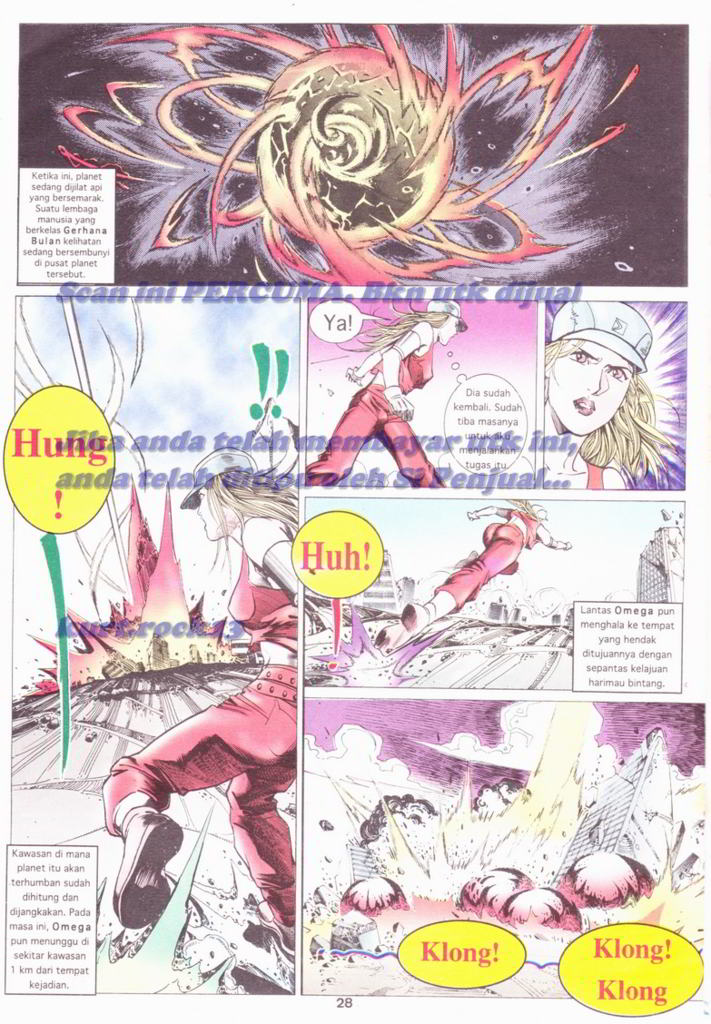 Ketika ini, planet
sedang dijilat api
yang bersemarak.
Suatu lembaga
manusia yang
berkelas Gerhana
Bulan kelihatan
sedang bersembunyi
di pusat planet
tersebut.
Scan ini PERCUMA. Bkn utk dijual
Ya!
Dia sudah
kembali. Sudah
tiba masanya
untuk aku
menjalankan
tugas itu.
!!
Hung
!
Jika anda telah membayar utk ini,
anda telah ditipu oleh Si Penjual...
Huh!
!
Lantas Omega pun
menghala ke tempat
yang hendak
ditujuannya dengan
sepantas kelajuan
harimau bintang.
kurt.rock13
Kawasan di mana
planet itu akan
terhumban sudah
dihitung dan
dijangkakan. Pada
masa ini, Omega
pun menunggu di
sekitar kawasan
1 km dari tempat
kejadian.
Klong!
Klong!
Klong
28